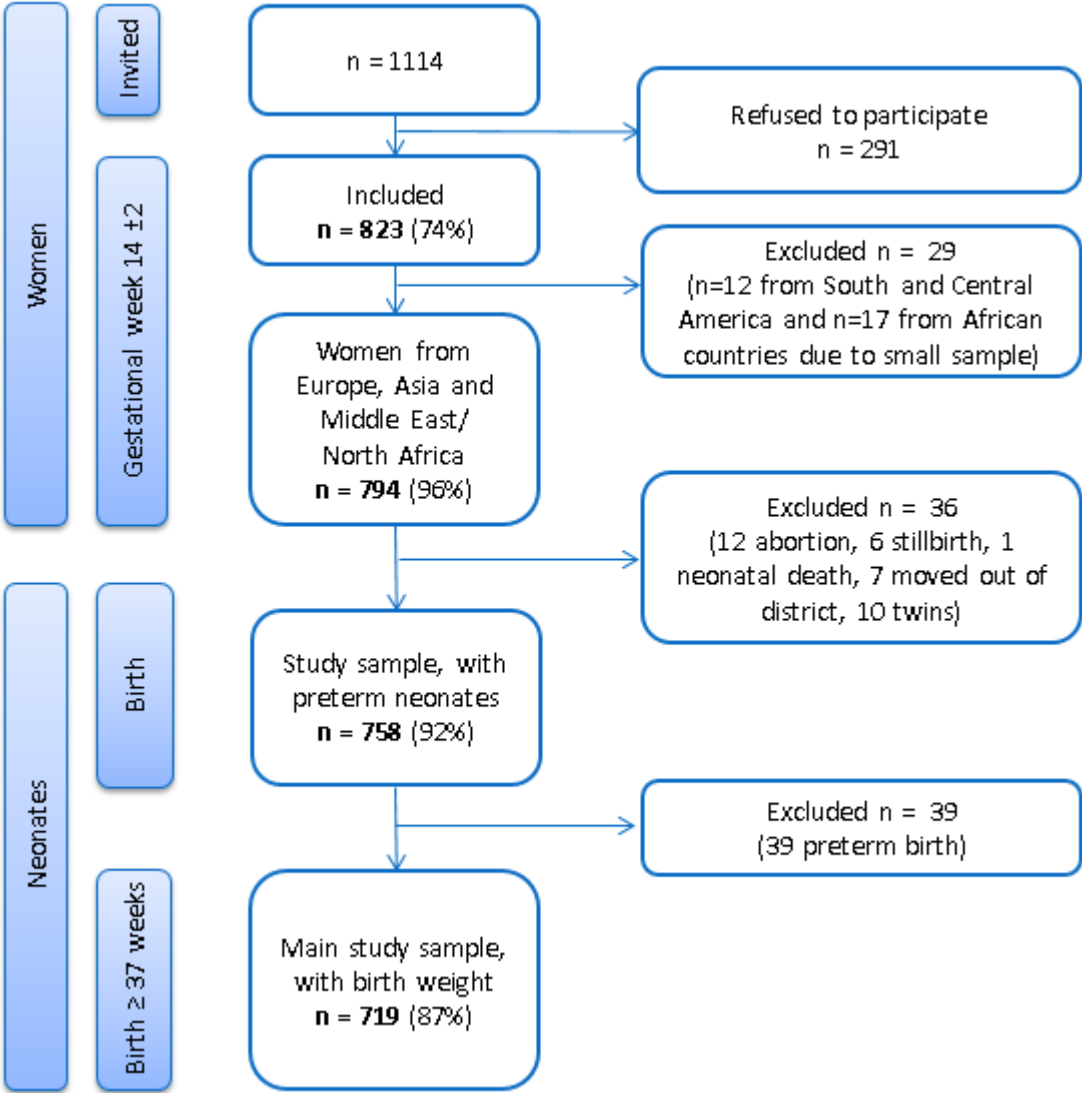 Women
Invited
n = 1114
Refused to participate
n = 291
Gestational week 14 ±2
Included
n = 823 (74%)
Excluded n = 29
(n=12 from South and Central
America and n=17 from African
countries due to small sample)
Women from
Europe, Asia and
Middle East/
North Africa
n = 794 (96%)
Excluded n = 36
(12 abortion, 6 stillbirth, 1
neonatal death, 7 moved out of
district, 10 twins)
Neonates
Birth
Study sample, with
preterm neonates
n = 758 (92%)
Excluded n = 39
(39 preterm birth)
Birth ≥ 37 weeks
Main study sample,
with birth weight
n = 719 (87%)